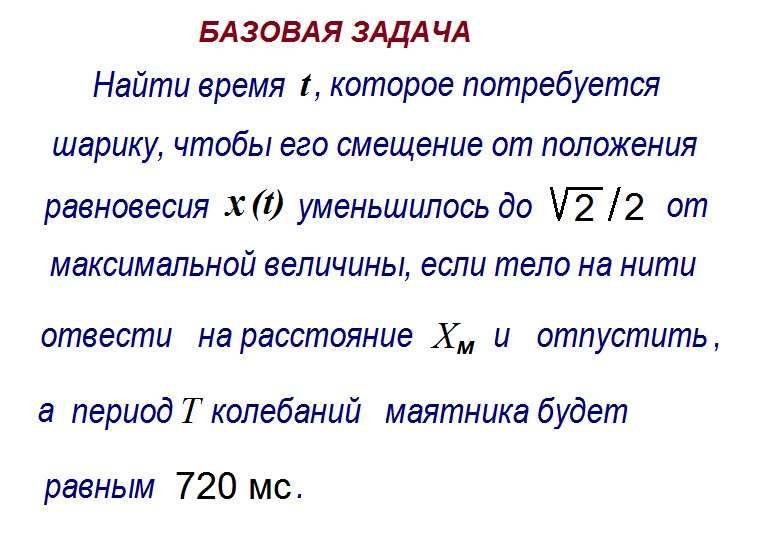 БАЗОВАЯ ЗАДАЧА
Найти время t, которое потребуется
шарику, чтобы его смещение от положения
равновесия x(t) уменьшилось до √2/2 от
максимальной величины, если тело на нити
отвести на расстояние Xм и отпустить,
а период T колебаний маятника будет
равным 720 мс.